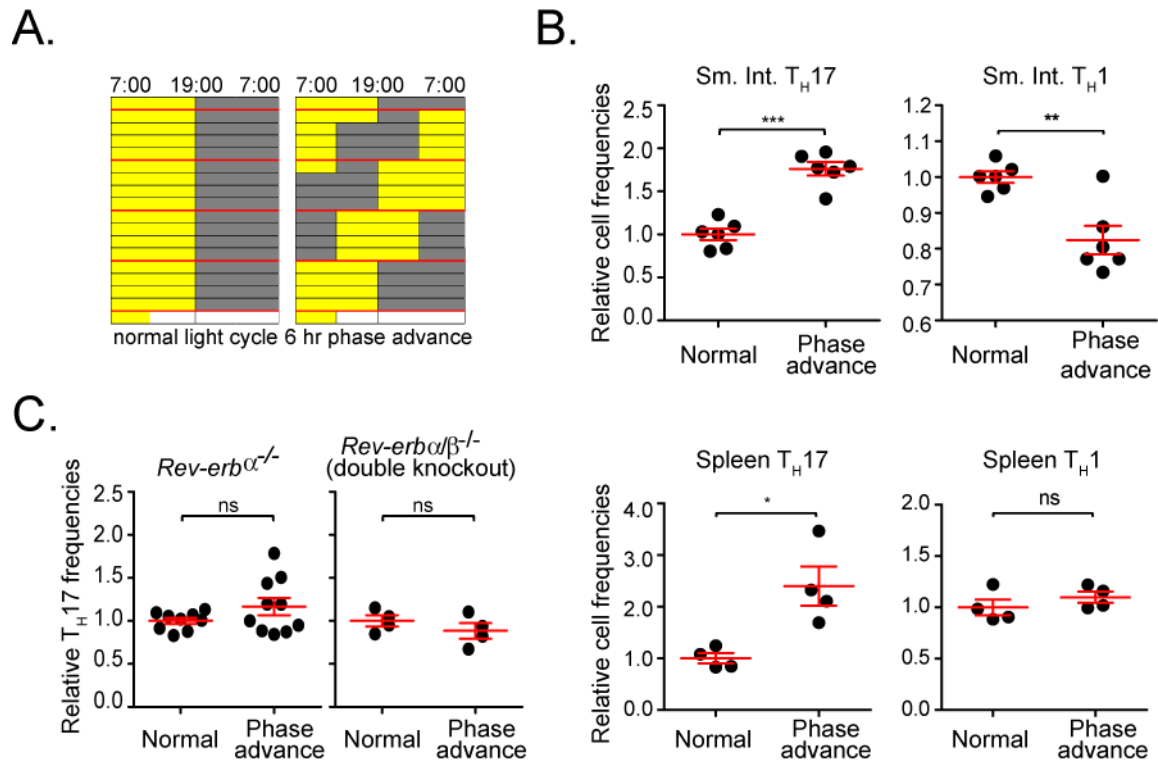 A.
7:00 19:00 7:00 7:00 19:00 7:00
normal light cycle 6 hr phase advance
B.
Sm. Int. TH17
Relative cell frequencies
2.5
2.0
1.5
1.0
0.5
0.0
***
Normal
Phase
advance
Sm. Int. TH1
1.2
1.1
1.0
0.9
0.8
0.7
0.6
**
Normal
Phase
advance
Spleen TH17
Relative cell frequencies
4.0
3.0
2.0
1.0
0.0
*
Normal
Phase
advance
Spleen TH1
2.0
1.5
1.0
0.5
0.0
ns
Normal
Phase
advance
C.
Rev-erbα-/-
Relative TH17 frequencies
2.5
2.0
1.5
1.0
0.5
0.0
ns
Normal
Phase
advance
Rev-erbα/β-/-
(double knockout)
ns
Normal
Phase
advance